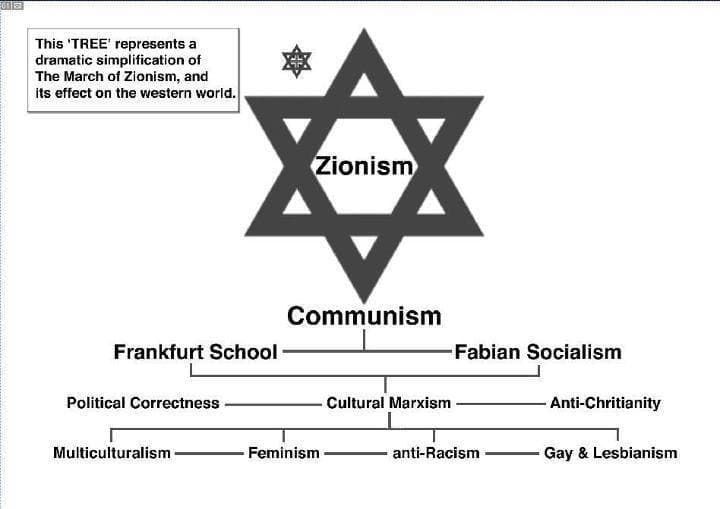 This 'TREE' represents a
dramatic simplification of
The March of Zionism, and
its effect on the western world.
Zionism
Communism
Frankfurt School Fabian Socialism
Political Correctness Cultural Marxism Anti-Chritianity
Multiculturalism Feminism anti-Racism Gay & Lesbianism